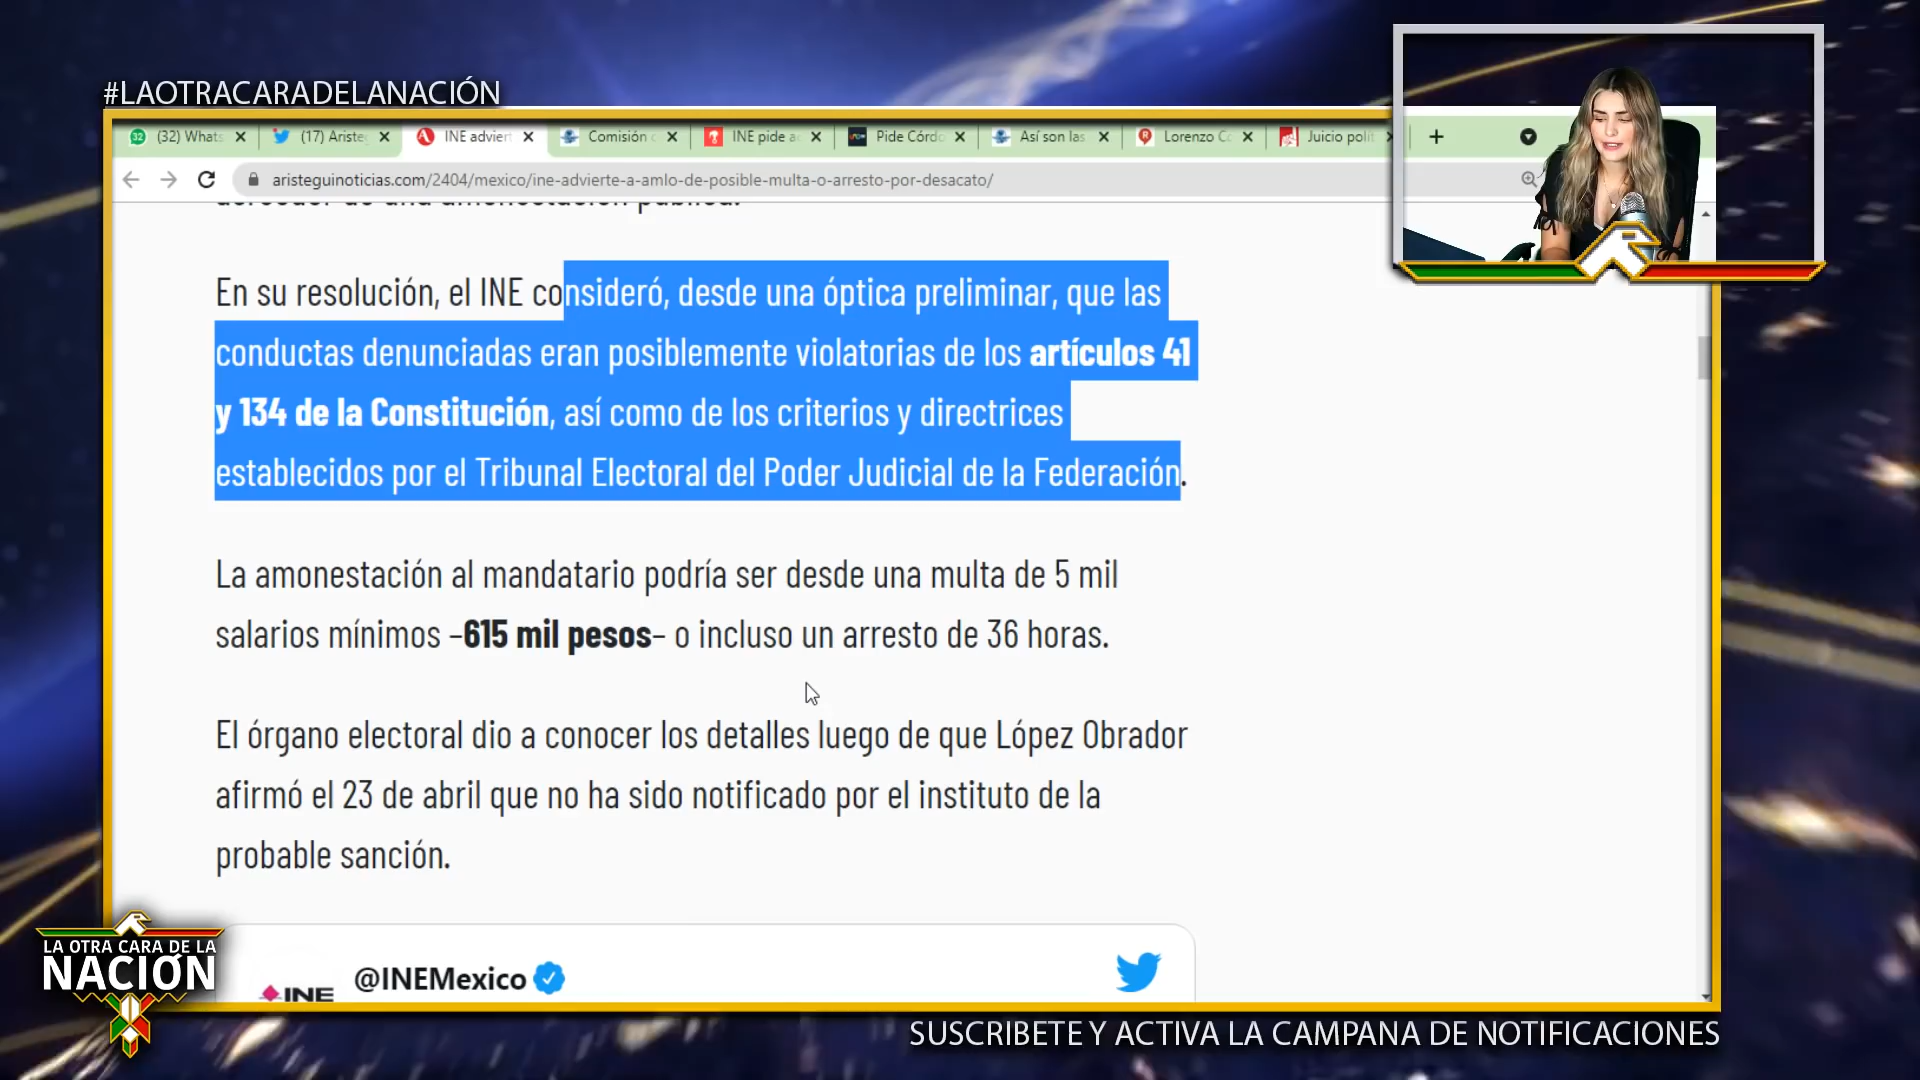 #LAOTRACARADELANACIÓN
(32) Whats
(17) Ariste
INE advier
Comisión
INE pide a
Pide Córdo
Así son las
Lorenzo C
Juicio polí
aristeguinoticias.com/2404/mexico/ine-advierte-a-amlo-de-posible-multa-o-arresto-por-desacato/
En su resolución, el INE consideró, desde una óptica preliminar, que las
conductas denunciadas eran posiblemente violatorias de los artículos 41
y 134 de la Constitución, así como de los criterios y directrices
establecidos por el Tribunal Electoral del Poder Judicial de la Federación.
La amonestación al mandatario podría ser desde una multa de 5 mil
salarios mínimos –615 mil pesos– o incluso un arresto de 36 horas.
El órgano electoral dio a conocer los detalles luego de que López Obrador
afirmó el 23 de abril que no ha sido notificado por el instituto de la
probable sanción.
INE
@INEMexico
LA OTRA CARA DE LA
NACIÓN
SUSCRIBETE Y ACTIVA LA CAMPANA DE NOTIFICACIONES